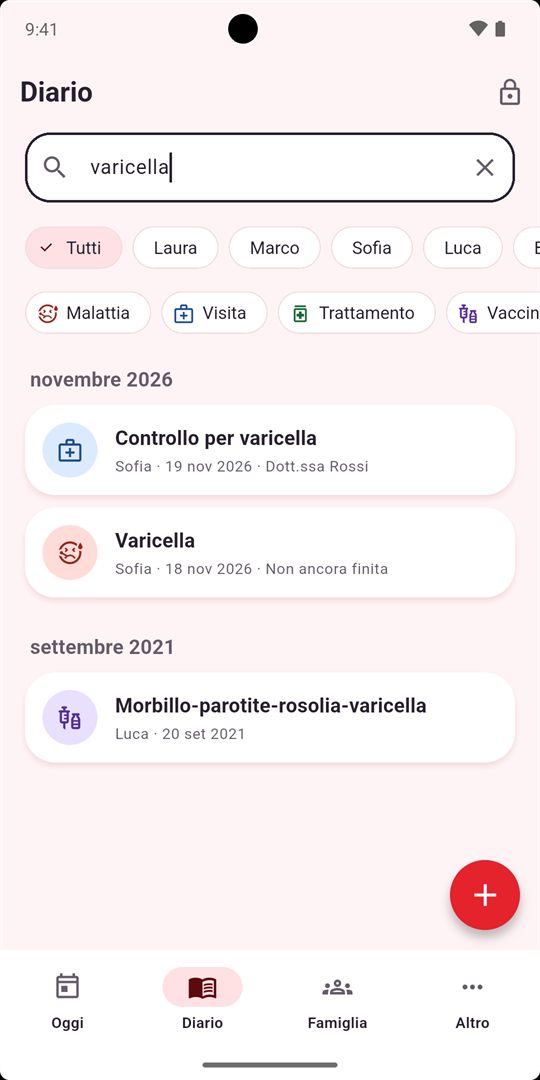 9:41
Diario
varicella
Tutti
Laura
Marco
Sofia
Luca
Malattia
Visita
Trattamento
Vaccin
novembre 2026
Controllo per varicella
Sofia · 19 nov 2026 · Dott.ssa Rossi
Varicella
Sofia · 18 nov 2026 · Non ancora finita
settembre 2021
Morbillo-parotite-rosolia-varicella
Luca · 20 set 2021
Oggi
Diario
Famiglia
Altro